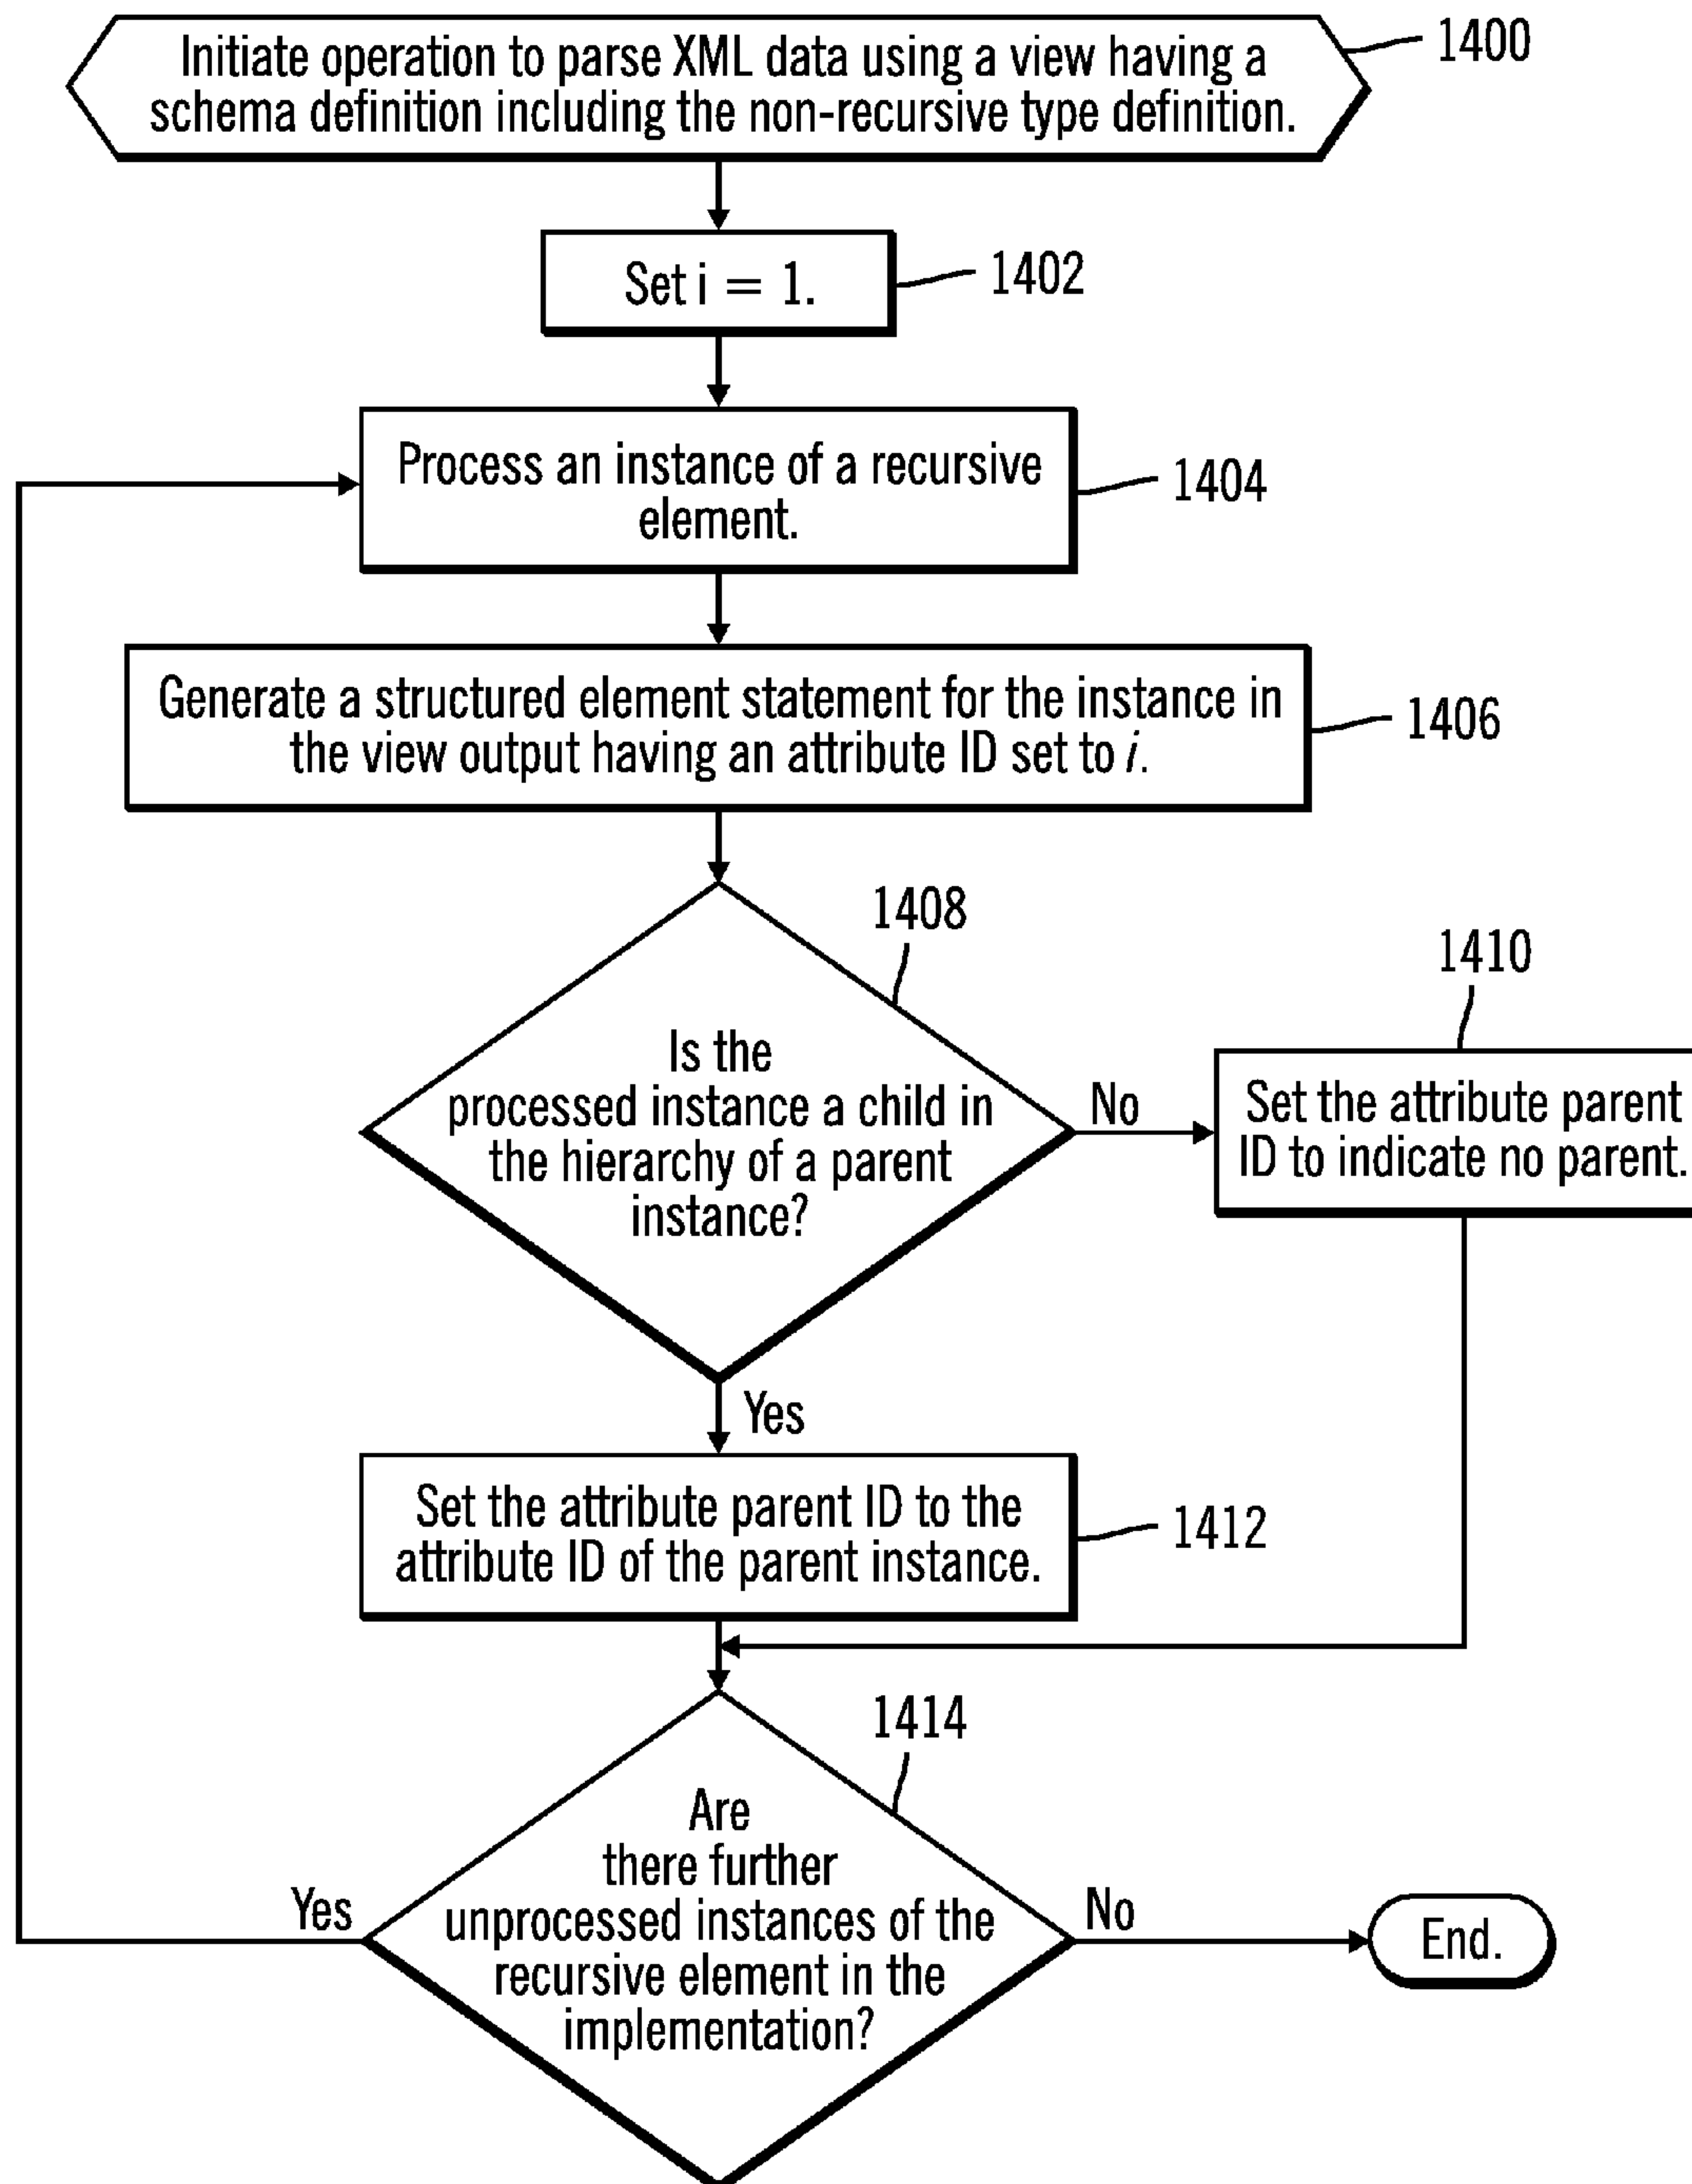 Initiate operation to parse XML data using a view having a
schema definition including the non-recursive type definition.
1400
Set i = 1.
1402
Process an instance of a recursive
element.
1404
Generate a structured element statement for the instance in
the view output having an attribute ID set to i.
1406
1408
Is the
processed instance a child in
the hierarchy of a parent
instance?
No
1410
Set the attribute parent
ID to indicate no parent.
Yes
Set the attribute parent ID to the
attribute ID of the parent instance.
1412
1414
Are
there further
unprocessed instances of the
recursive element in the
implementation?
Yes
No
End.